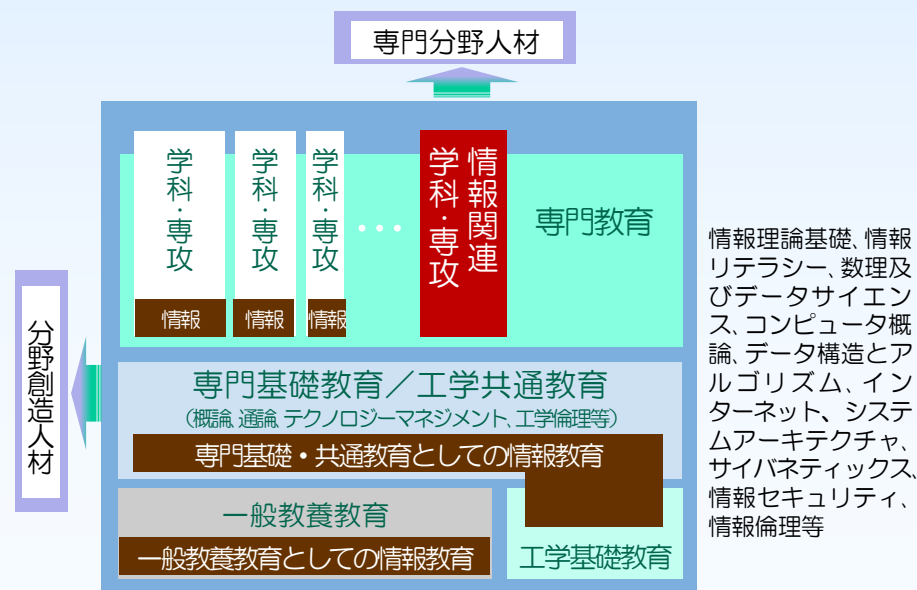 専門分野人材
学科・専攻
学科・専攻
学科・専攻
・・・
情報関連
学科・専攻
専門教育
情報
情報
情報
分野創造人材
専門基礎教育／工学共通教育
（概論、通論、テクノロジーマネジメント、工学倫理等）
専門基礎・共通教育としての情報教育
一般教養教育
一般教養教育としての情報教育
工学基礎教育
情報理論基礎、情報
リテラシー、数理及
びデータサイエン
ス、コンピュータ概
論、データ構造とア
ルゴリズム、イン
ターネット、システ
ムアーキテクチャ、
サイバネティックス、
情報セキュリティ、
情報倫理等